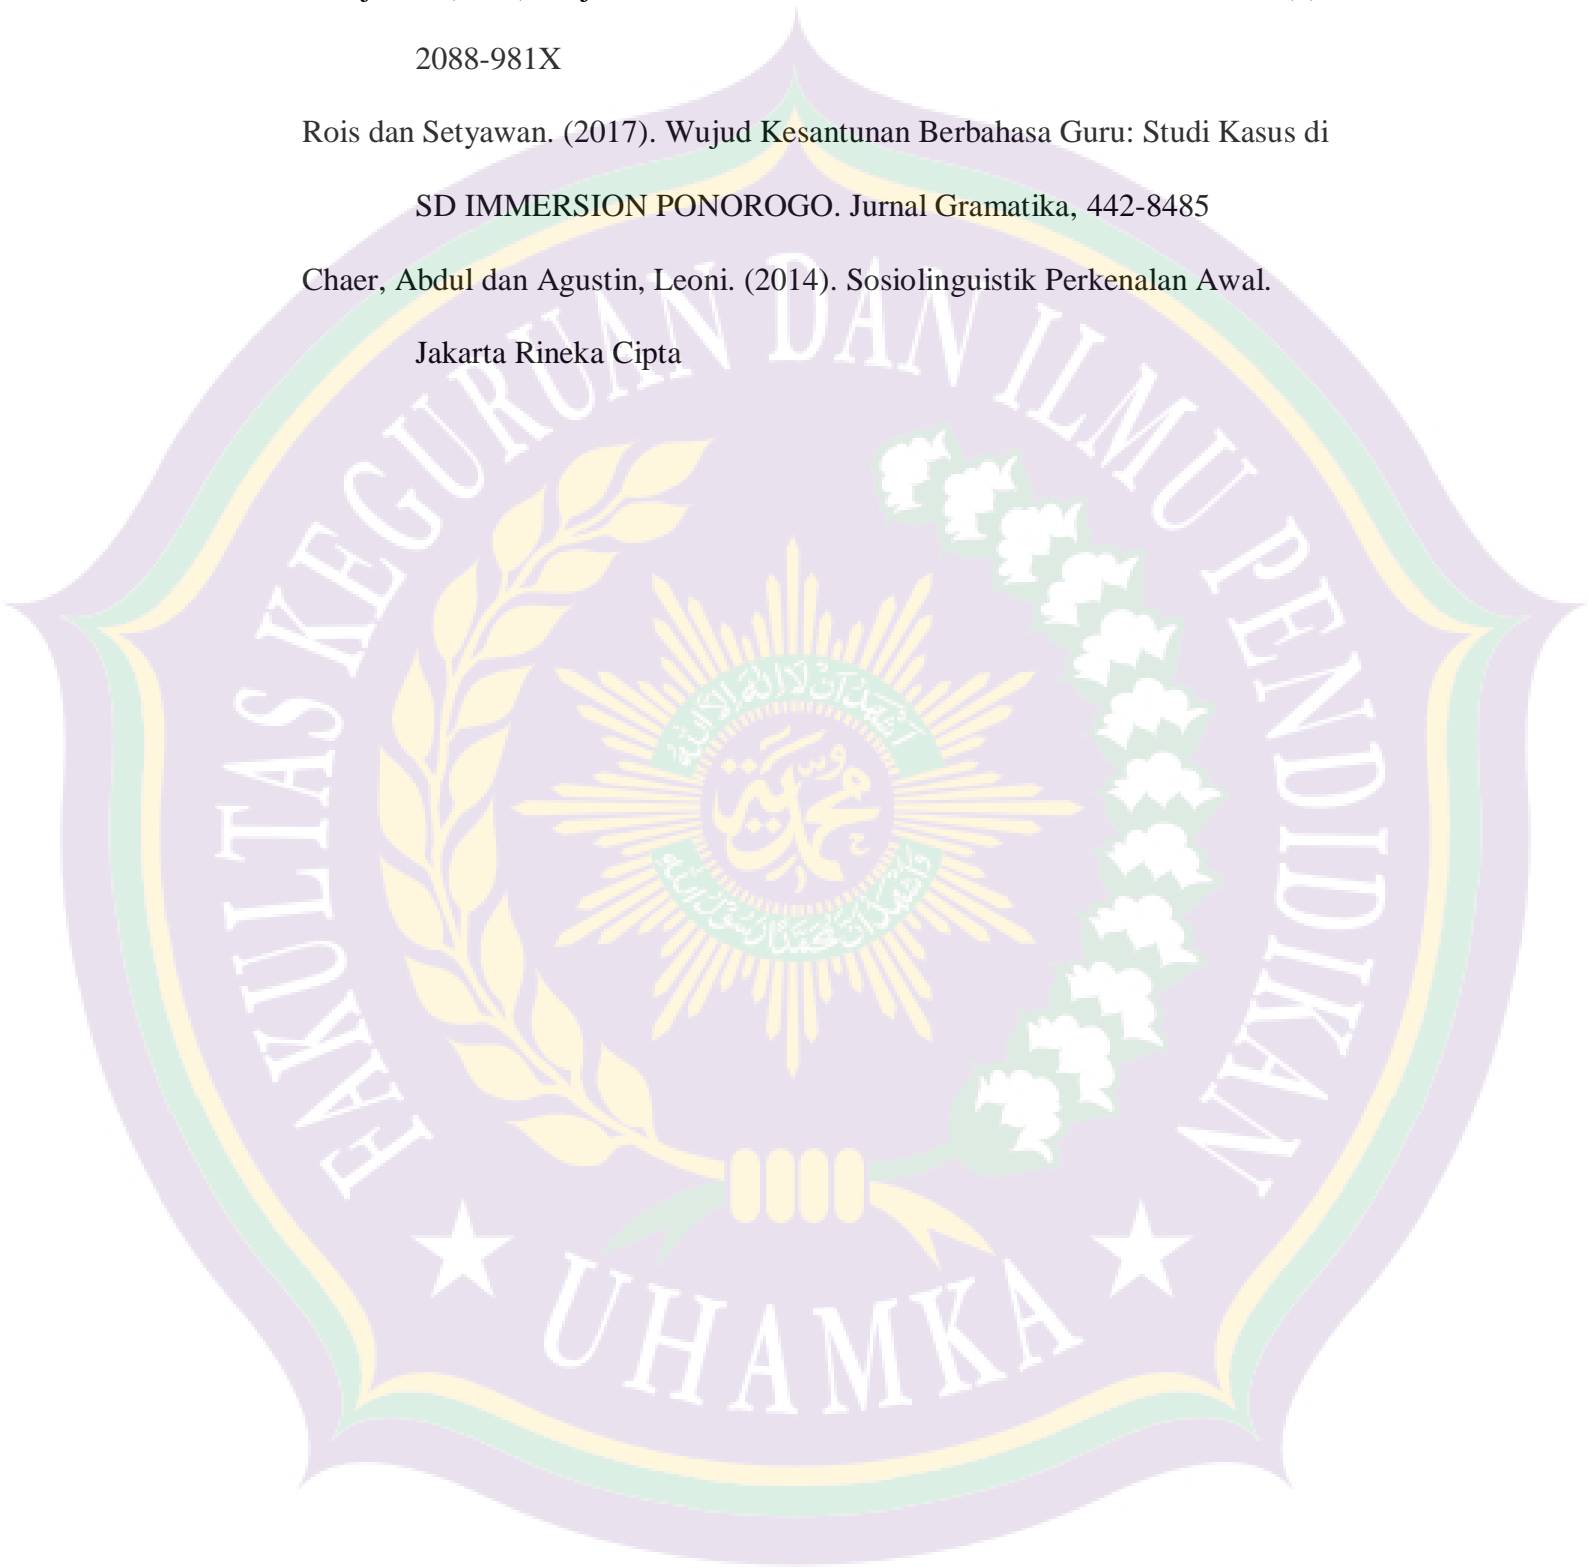 2088-981X
Rois dan Setyawan. (2017). Wujud Kesantunan Berbahasa Guru: Studi Kasus di
SD IMMERSION PONOROGO. Jurnal Gramatika, 442-8485
Chaer, Abdul dan Agustin, Leoni. (2014). Sosiolinguistik Perkenalan Awal.
Jakarta Rineka Cipta
FAKULTAS KEGURUAN DAN ILMU PENDIDIKAN
محمدية
UHAMKA